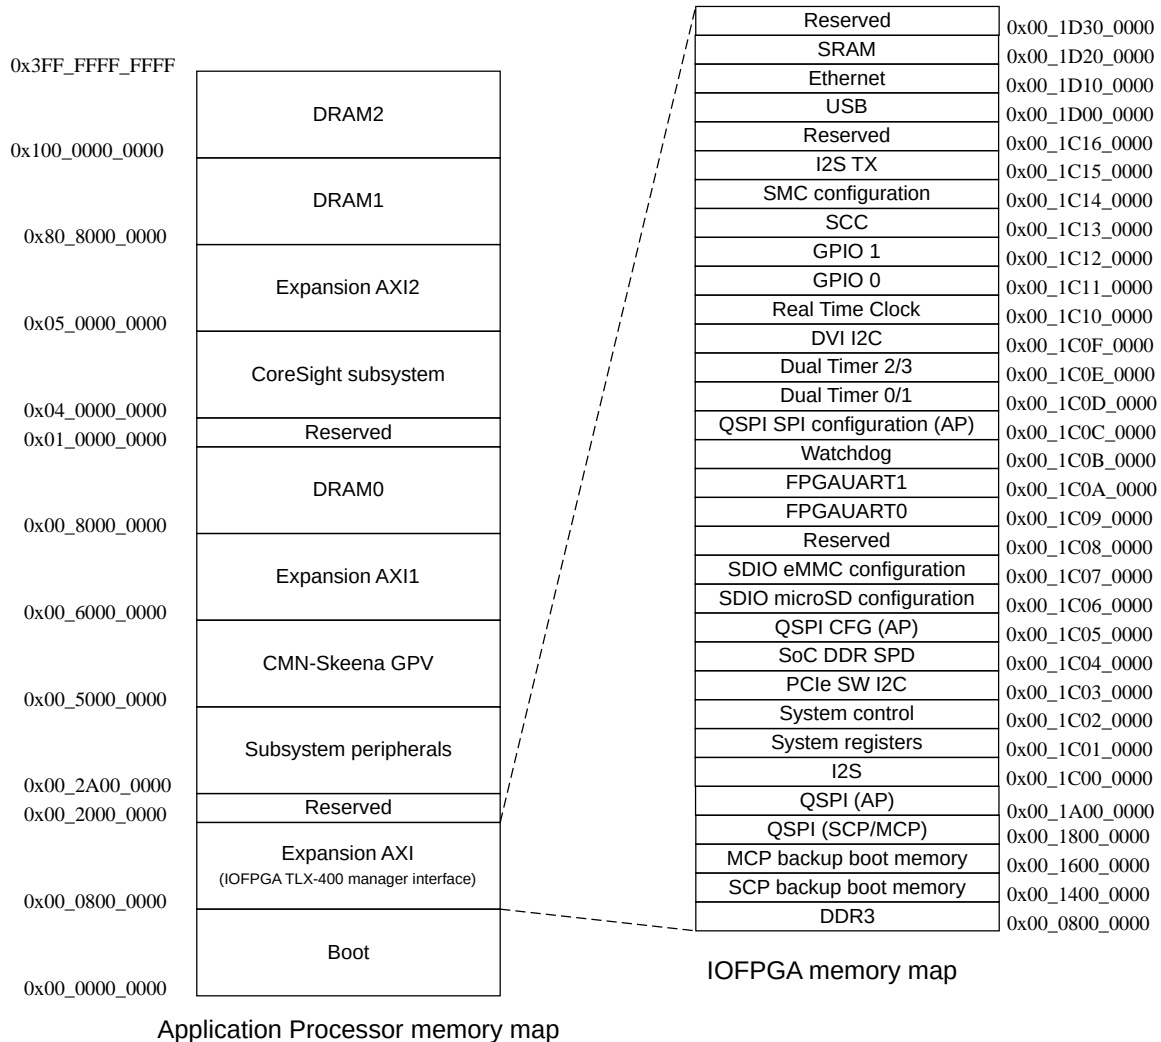 0x3FF_FFFF_FFFF
DRAM2
0x100_0000_0000
DRAM1
0x80_8000_0000
Expansion AXI2
0x05_0000_0000
CoreSight subsystem
0x04_0000_0000
Reserved
0x01_0000_0000
DRAM0
0x00_8000_0000
Expansion AXI1
0x00_6000_0000
CMN-Skeena GPV
0x00_5000_0000
Subsystem peripherals
0x00_2A00_0000
Reserved
0x00_2000_0000
Expansion AXI
(IOFPGA TLX-400 manager interface)
0x00_0800_0000
Boot
0x00_0000_0000
Application Processor memory map
Reserved
0x00_1D30_0000
SRAM
0x00_1D20_0000
Ethernet
0x00_1D10_0000
USB
0x00_1D00_0000
Reserved
0x00_1C16_0000
I2S TX
0x00_1C15_0000
SMC configuration
0x00_1C14_0000
SCC
0x00_1C13_0000
GPIO 1
0x00_1C12_0000
GPIO 0
0x00_1C11_0000
Real Time Clock
0x00_1C10_0000
DVI I2C
0x00_1C0F_0000
Dual Timer 2/3
0x00_1C0E_0000
Dual Timer 0/1
0x00_1C0D_0000
QSPI SPI configuration (AP)
0x00_1C0C_0000
Watchdog
0x00_1C0B_0000
FPGAUART1
0x00_1C0A_0000
FPGAUART0
0x00_1C09_0000
Reserved
0x00_1C08_0000
SDIO eMMC configuration
0x00_1C07_0000
SDIO microSD configuration
0x00_1C06_0000
QSPI CFG (AP)
0x00_1C05_0000
SoC DDR SPD
0x00_1C04_0000
PCIe SW I2C
0x00_1C03_0000
System control
0x00_1C02_0000
System registers
0x00_1C01_0000
I2S
0x00_1C00_0000
QSPI (AP)
0x00_1A00_0000
QSPI (SCP/MCP)
0x00_1800_0000
MCP backup boot memory
0x00_1600_0000
SCP backup boot memory
0x00_1400_0000
DDR3
0x00_0800_0000
IOFPGA memory map